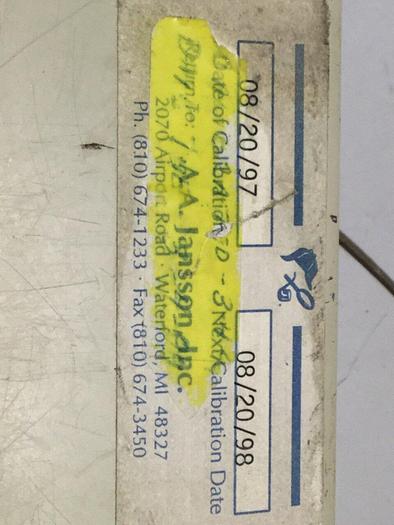 08/20/97 08/20/98
Date of Calibration Next Calibration Date
A.A. Jansson, Inc.
2070 Airport Road · Waterford, MI 48327
Ph. (810) 674-1233 · Fax (810) 674-3450